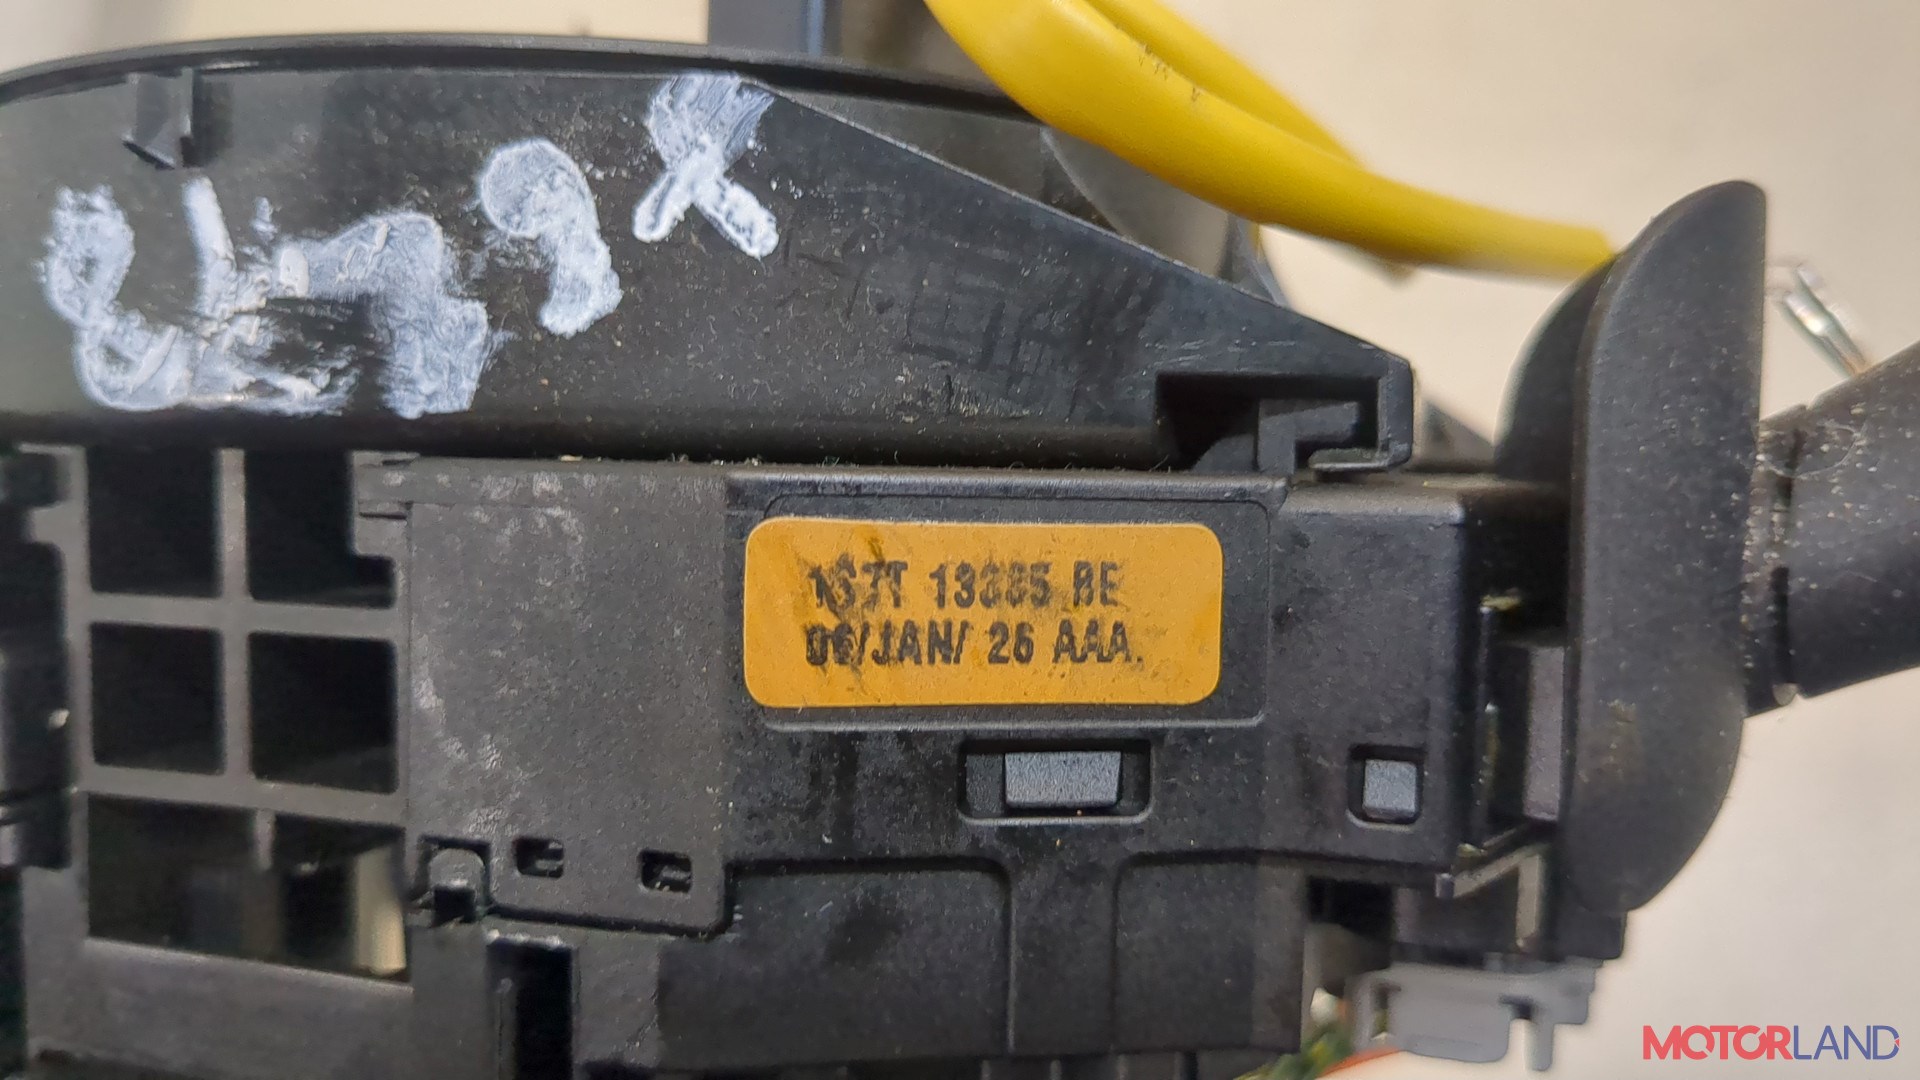 1S7T 13335 BE
06/JAN/ 26 AAA.
MOTORLAND